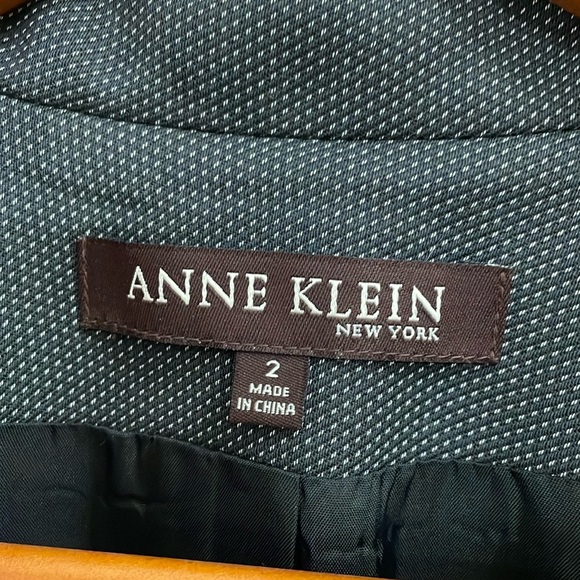 ANNE KLEIN
NEW YORK
2
MADE
IN CHINA